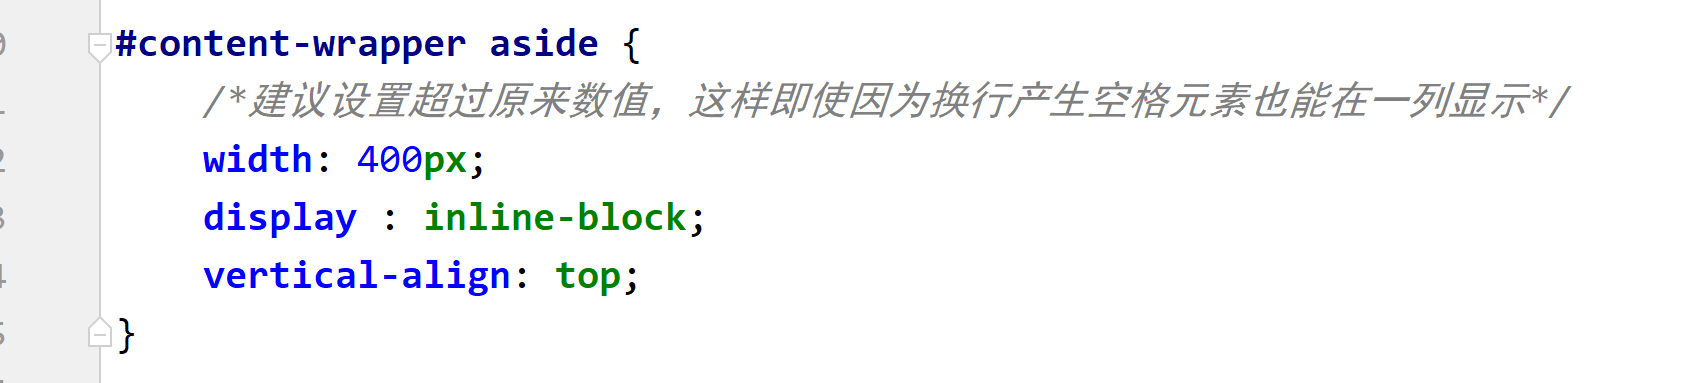 #content-wrapper aside {
/*建议设置超过原来数值，这样即使因为换行产生空格元素也能在一列显示*/
width: 400px;
display : inline-block;
vertical-align: top;
}